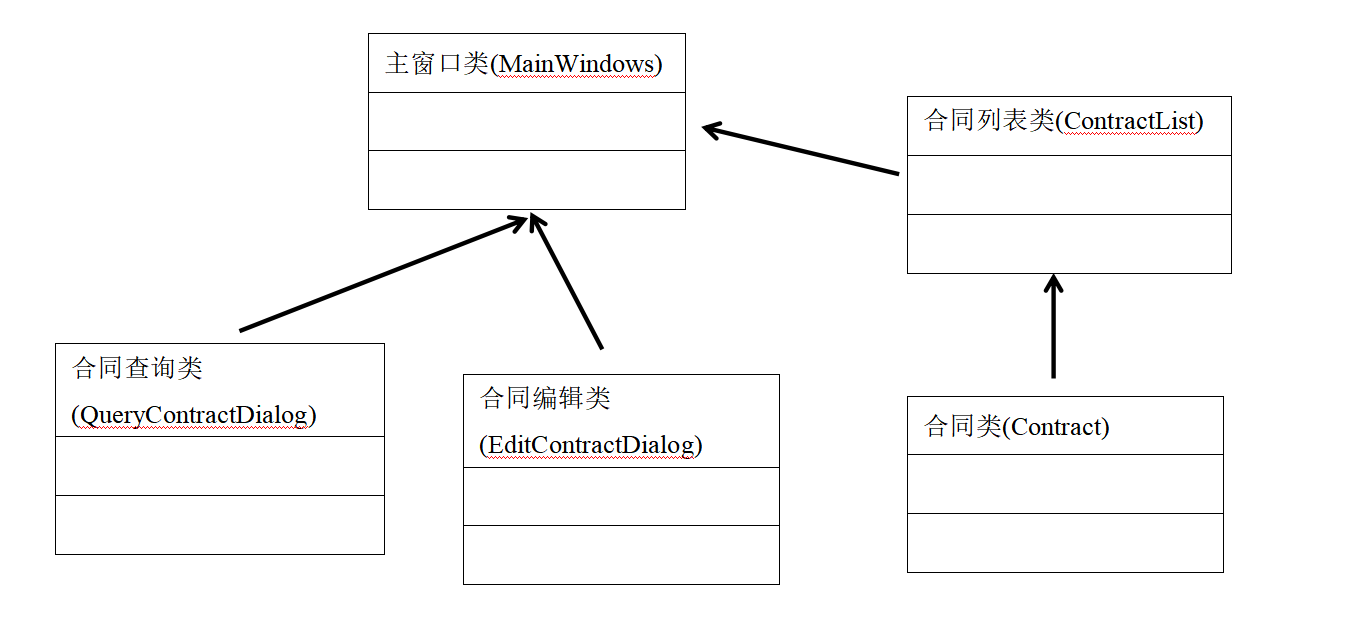 主窗口类(MainWindows)
合同列表类(ContractList)
合同查询类
(QueryContractDialog)
合同编辑类
(EditContractDialog)
合同类(Contract)